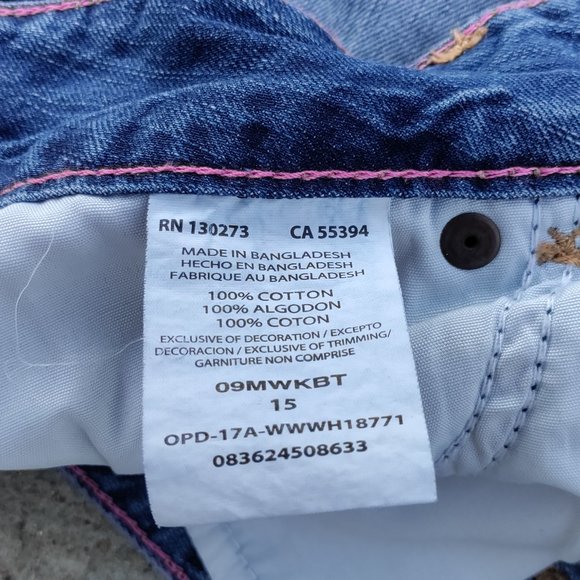 RN 130273 CA 55394
MADE IN BANGLADESH
HECHO EN BANGLADESH
FABRIQUE AU BANGLADESH
100% COTTON
100% ALGODON
100% COTON
EXCLUSIVE OF DECORATION / EXCEPTO
DECORACION / EXCLUSIVE OF TRIMMING/
GARNITURE NON COMPRISE
09MWKBT
15
OPD-17A-WWWH18771
083624508633